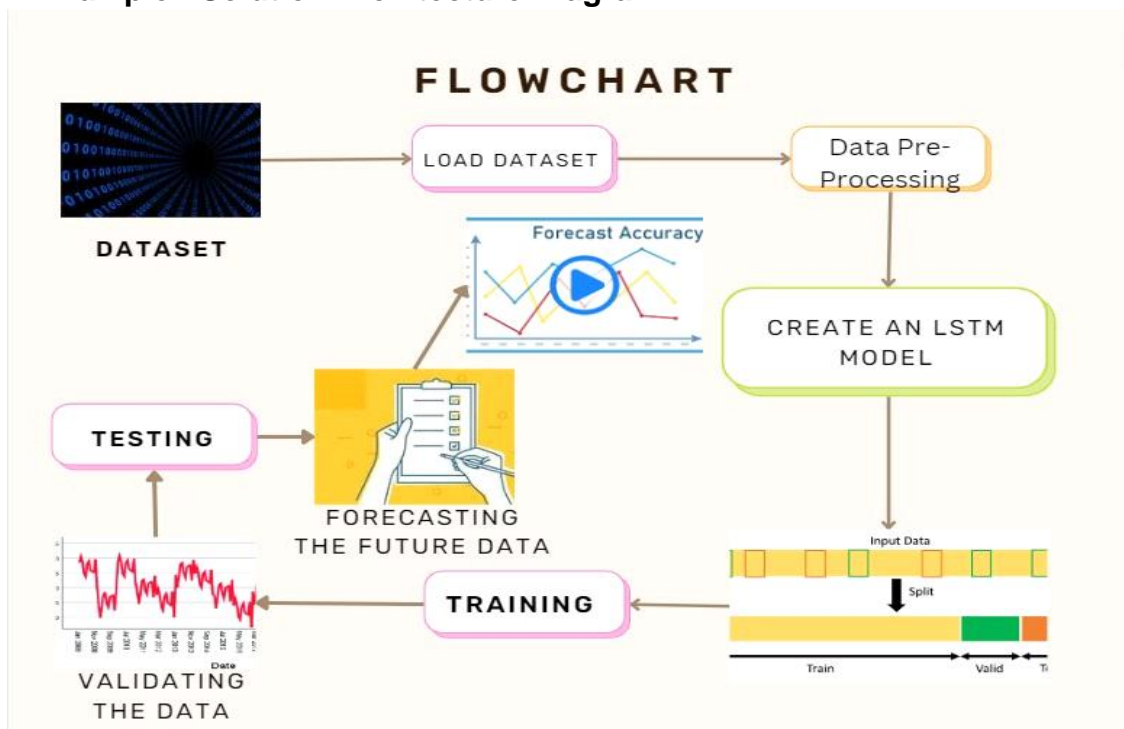 FLOWCHART
LOAD DATASET
Data Pre-
Processing
DATASET
Forecast Accuracy
CREATE AN LSTM
MODEL
TESTING
FORECASTING
THE FUTURE DATA
Input Data
Split
Train
Valid
TRAINING
Date
VALIDATING
THE DATA